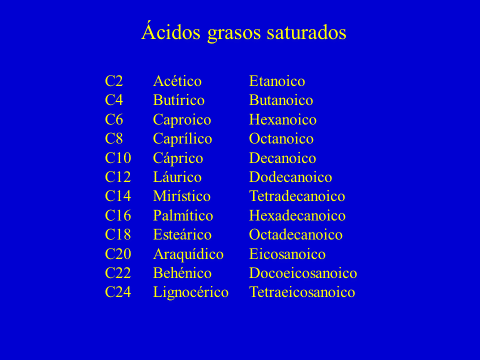 Ácidos grasos saturados
C2 Acético Etanoico
C4 Butírico Butanoico
C6 Caproico Hexanoico
C8 Caprílico Octanoico
C10 Cáprico Decanoico
C12 Láurico Dodecanoico
C14 Mirístico Tetradecanoico
C16 Palmítico Hexadecanoico
C18 Esteárico Octadecanoico
C20 Araquídico Eicosanoico
C22 Behénico Docoeicosanoico
C24 Lignocérico Tetraeicosanoico